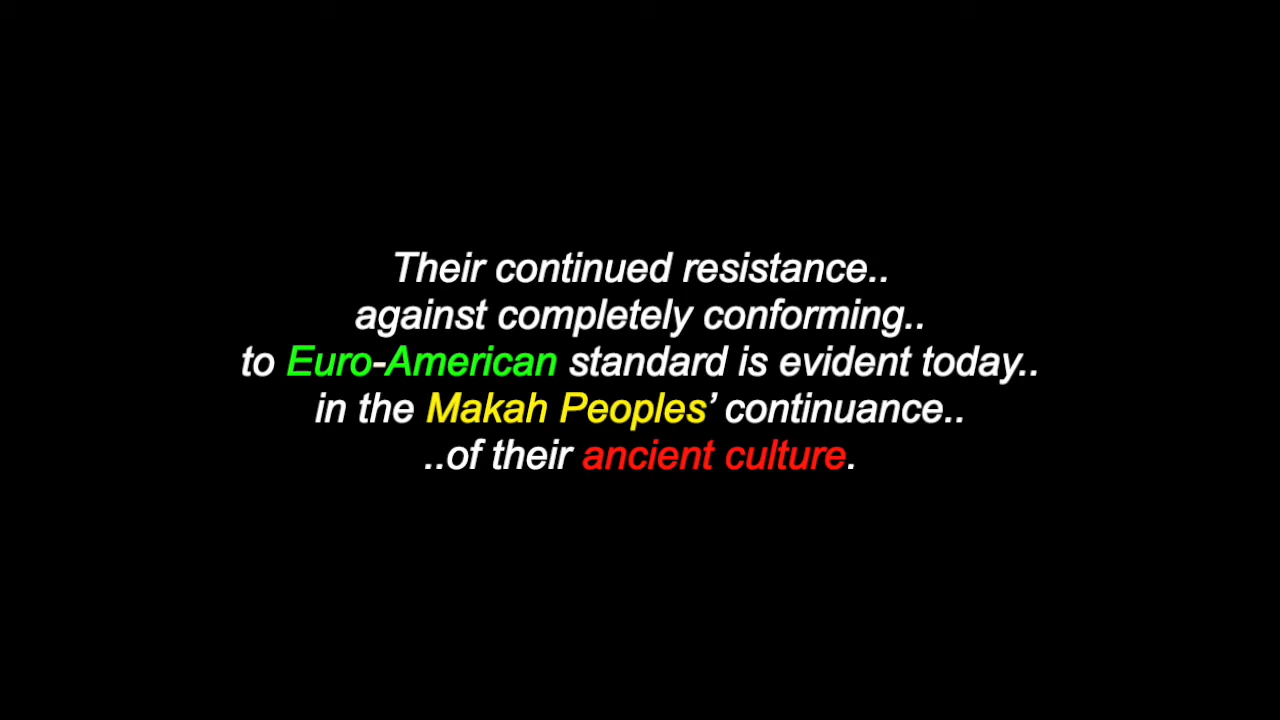 Their continued resistance..
against completely conforming..
to Euro-American standard is evident today..
in the Makah Peoples’ continuance..
..of their ancient culture.